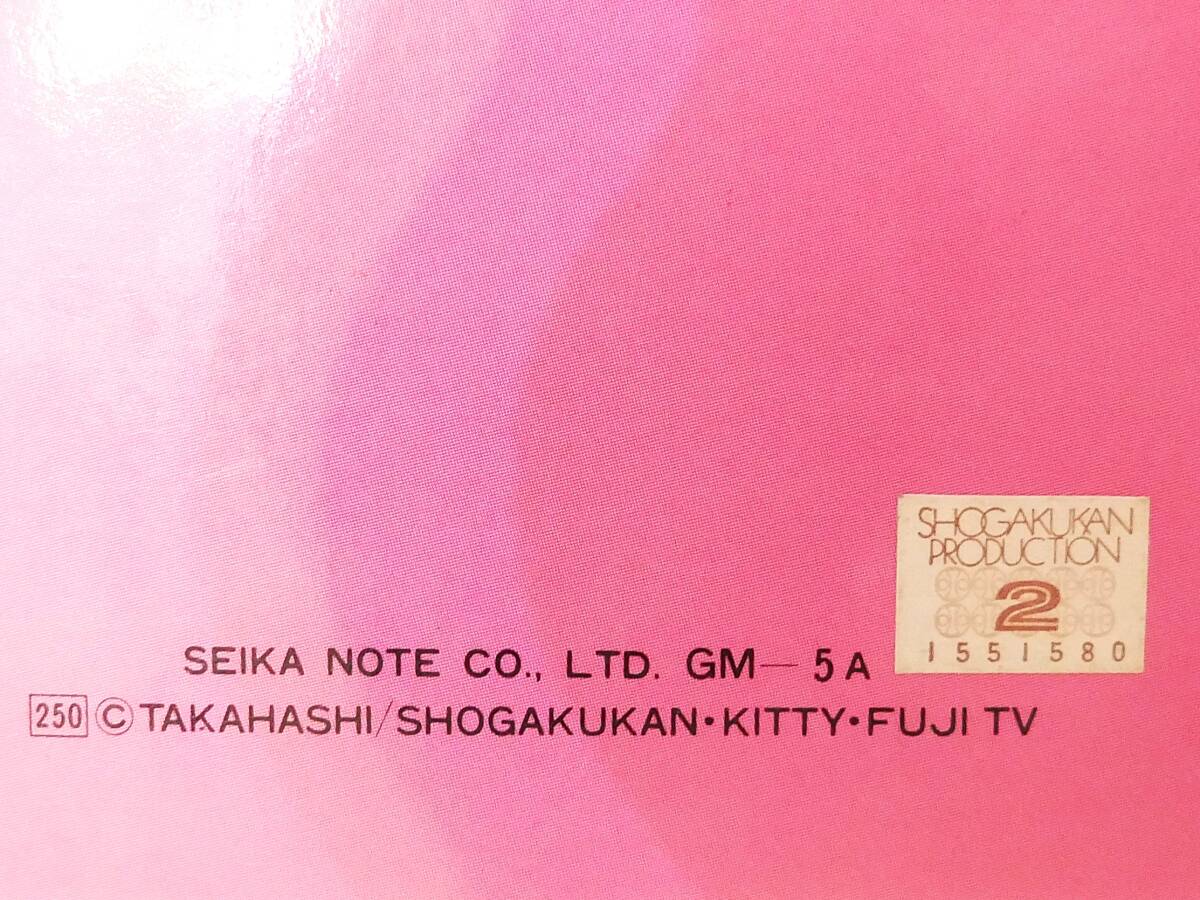 SHOGAKUKAN
PRODUCTION
2
1551580
SEIKA NOTE CO., LTD. GM—5A
250 ©TAKAHASHI/SHOGAKUKAN・KITTY・FUJI TV